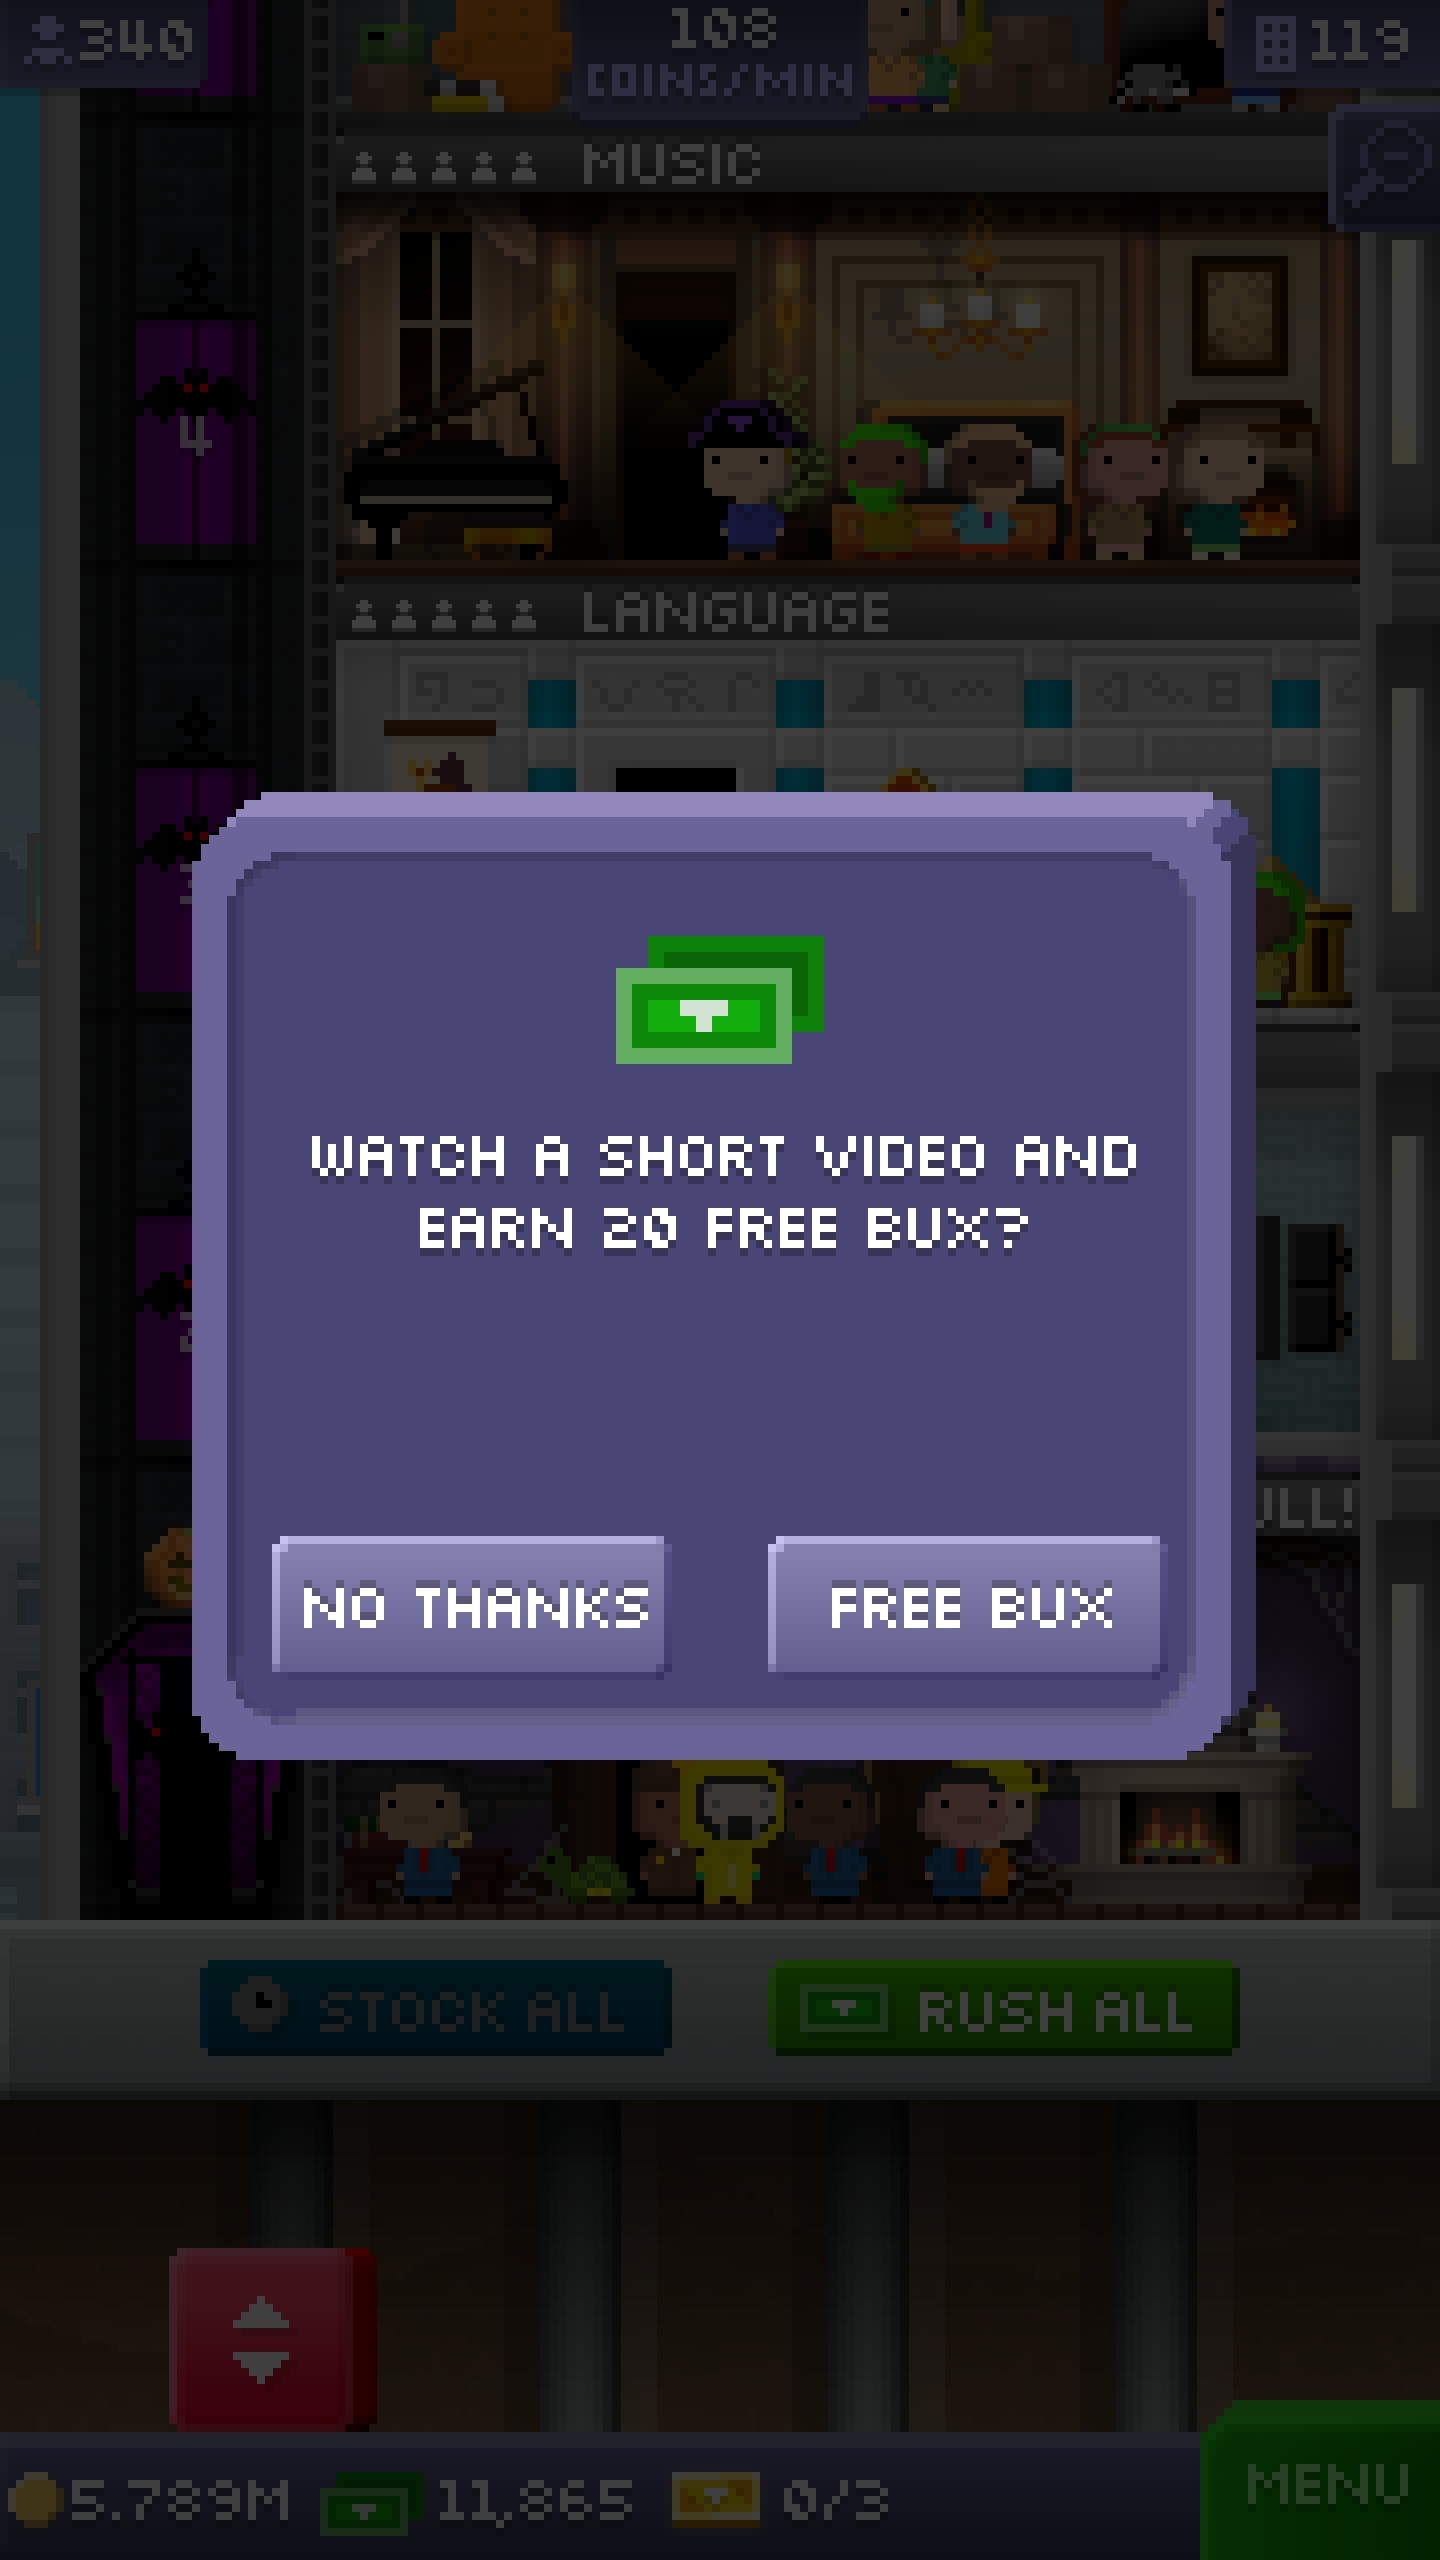 340
108
COINS/MIN
119
MUSIC
4
LANGUAGE
WATCH A SHORT VIDEO AND
EARN 20 FREE BUX?
NO THANKS
FREE BUX
STOCK ALL
RUSH ALL
5.789M
11,865
0/3
MENU